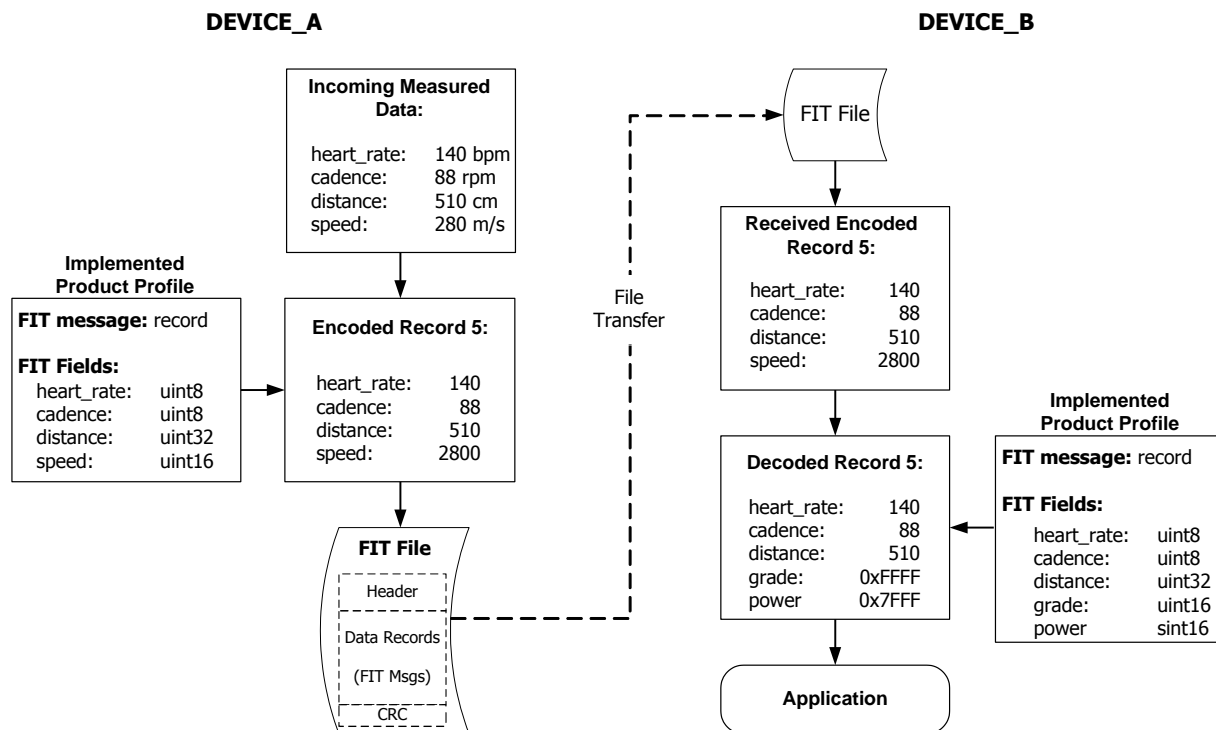 DEVICE_A
Incoming Measured
Data:
heart_rate: 140 bpm
cadence: 88 rpm
distance: 510 cm
speed: 280 m/s
Implemented
Product Profile
FIT message: record
FIT Fields:
heart_rate: uint8
cadence: uint8
distance: uint32
speed: uint16
Encoded Record 5:
heart_rate: 140
cadence: 88
distance: 510
speed: 2800
FIT File
Header
Data Records
(FIT Msgs)
CRC
File
Transfer
DEVICE_B
FIT File
Received Encoded
Record 5:
heart_rate: 140
cadence: 88
distance: 510
speed: 2800
Decoded Record 5:
heart_rate: 140
cadence: 88
distance: 510
grade: 0xFFFF
power 0x7FFF
Implemented
Product Profile
FIT message: record
FIT Fields:
heart_rate: uint8
cadence: uint8
distance: uint32
grade: uint16
power sint16
Application